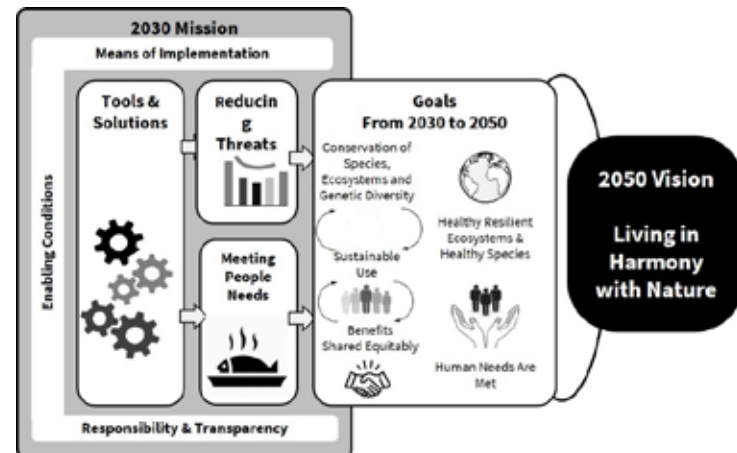 2030 Mission
Means of Implementation
Enabling Conditions
Tools &
Solutions
Reducin
g
Threats
Meeting
People
Needs
Responsibility & Transparency
Goals
From 2030 to 2050
Conservation of
Species,
Ecosystems and
Genetic Diversity
Sustainable
Use
Benefits
Shared Equitably
Healthy Resilient
Ecosystems &
Healthy Species
Human Needs Are
Met
2050 Vision
Living in
Harmony
with Nature